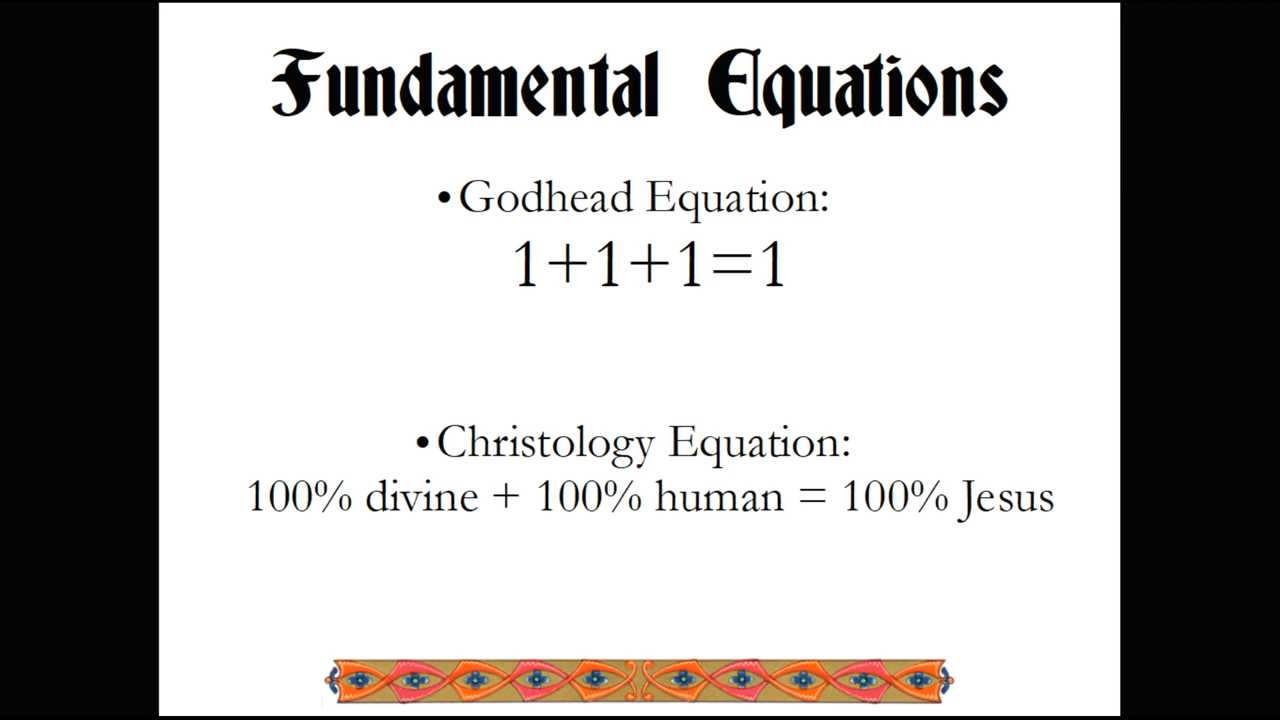 Fundamental Equations
•Godhead Equation:
1+1+1=1
•Christology Equation:
100% divine + 100% human = 100% Jesus